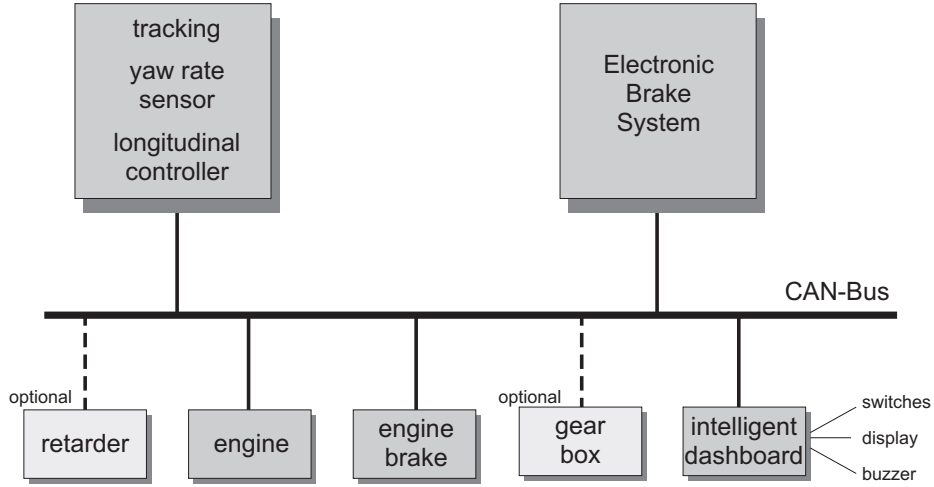 tracking
yaw rate
sensor
longitudinal
controller
Electronic
Brake
System
CAN-Bus
optional
retarder
engine
engine
brake
optional
gear
box
intelligent
dashboard
switches
display
buzzer